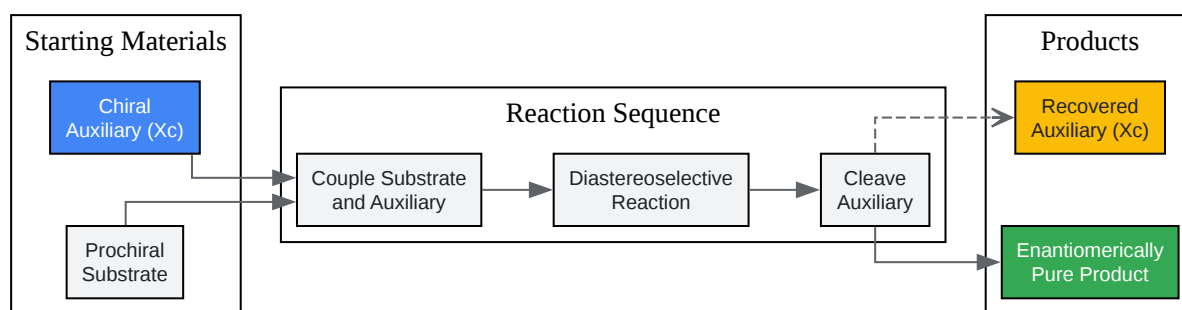 Starting Materials
Chiral
Auxiliary (Xc)
Prochiral
Substrate
Reaction Sequence
Couple Substrate
and Auxiliary
Diastereoselective
Reaction
Cleave
Auxiliary
Products
Recovered
Auxiliary (Xc)
Enantiomerically
Pure Product